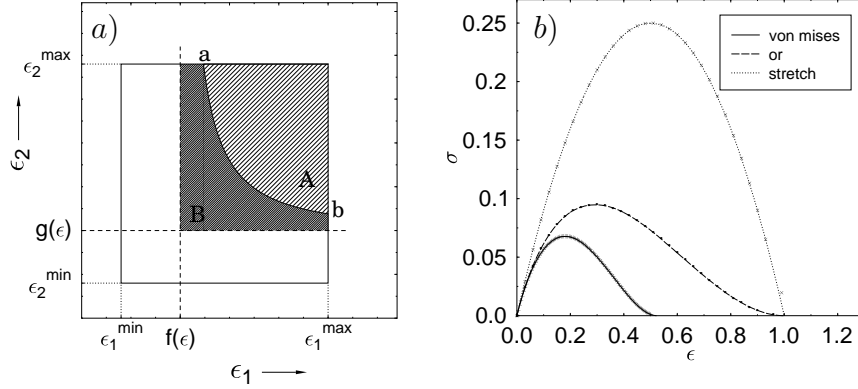 a)
ϵ₂ᵐᵃˣ
a
ϵ₂
A
B
b
g(ϵ)
ϵ₂ᵐⁱⁿ
ϵ₁ᵐⁱⁿ
f(ϵ)
ϵ₁ᵐᵃˣ
ϵ₁
b)
0.25
von mises
or
stretch
0.20
0.15
σ
0.1
0.05
0.0
0.0 0.2 0.4 0.6 0.8 1.0 1.2
ϵ